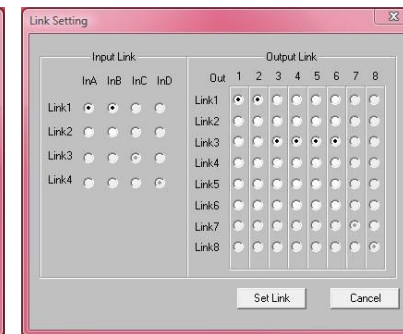 Link Setting
Input Link
InA InB InC InD
Link1
Link2
Link3
Link4
Output Link
Out 1 2 3 4 5 6 7 8
Link1
Link2
Link3
Link4
Link5
Link6
Link7
Link8
Set Link Cancel